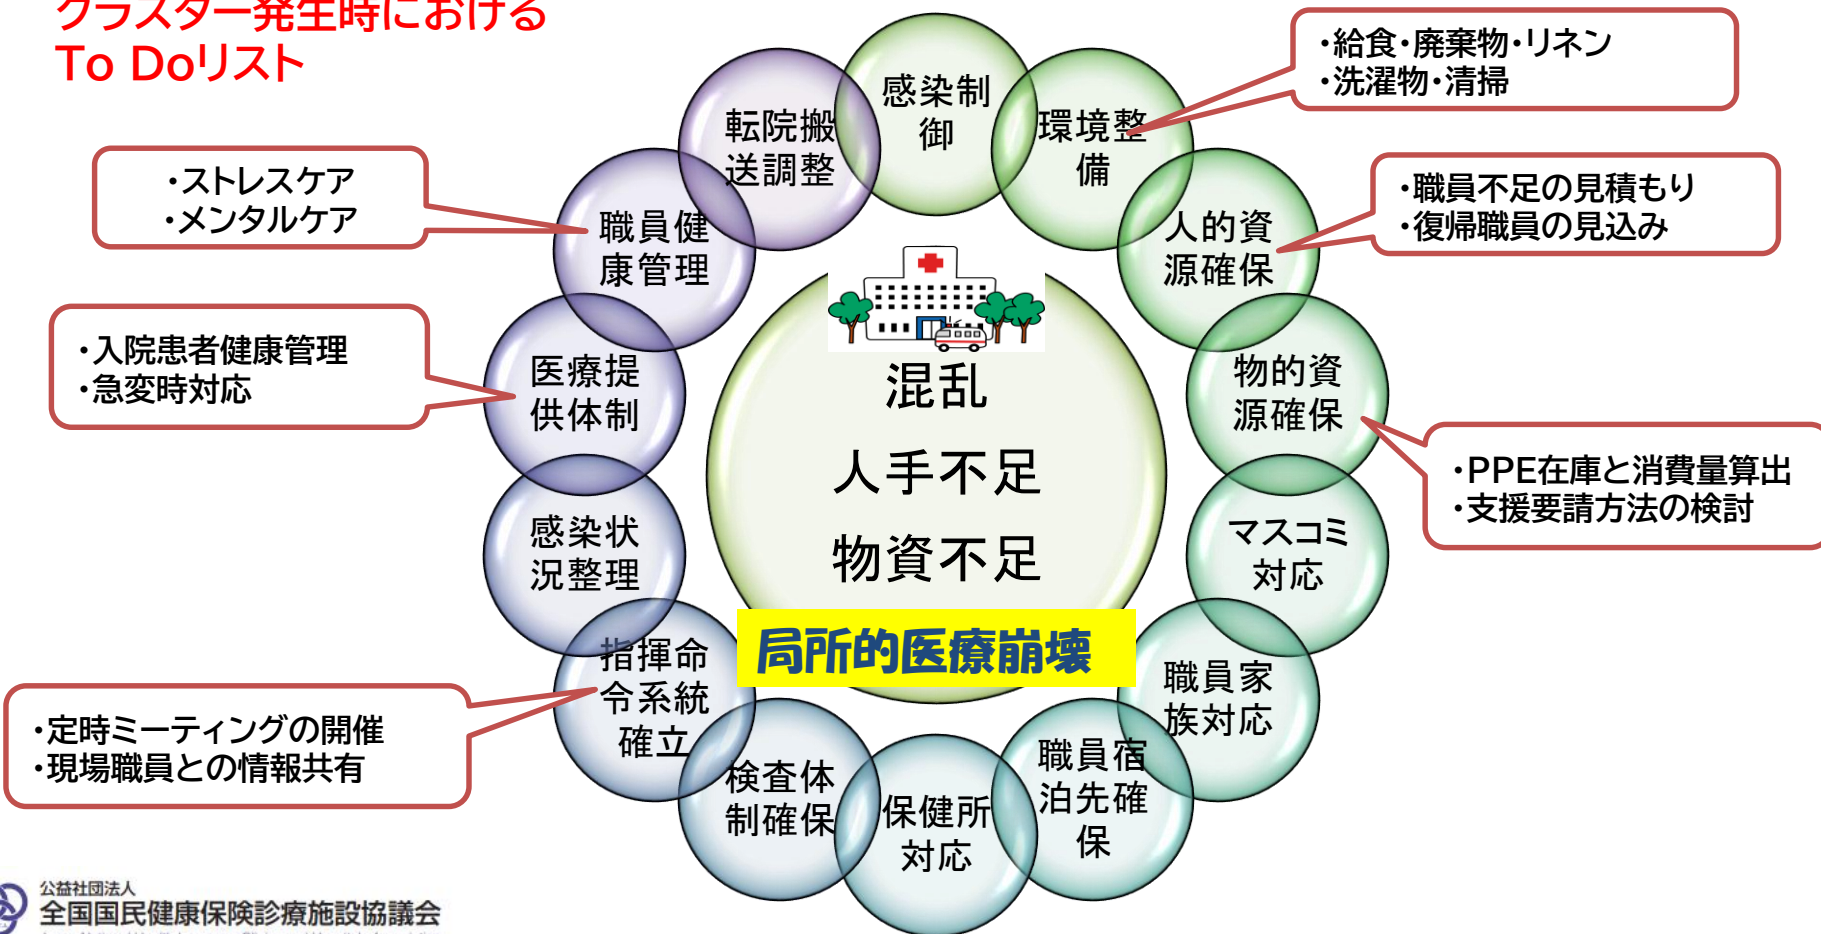 クラスター発生時における
To Doリスト
感染制
御
環境整
備
・給食・廃棄物・リネン
・洗濯物・清掃
人的資
源確保
・職員不足の見積もり
・復帰職員の見込み
物的資
源確保
・PPE在庫と消費量算出
・支援要請方法の検討
マスコミ
対応
職員家
族対応
職員宿
泊先確
保
保健所
対応
検査体
制確保
指揮命
令系統
確立
・定時ミーティングの開催
・現場職員との情報共有
感染状
況整理
医療提
供体制
・入院患者健康管理
・急変時対応
職員健
康管理
・ストレスケア
・メンタルケア
転院搬
送調整
混乱
人手不足
物資不足
局所的医療崩壊
公益社団法人
全国国民健康保険診療施設協議会